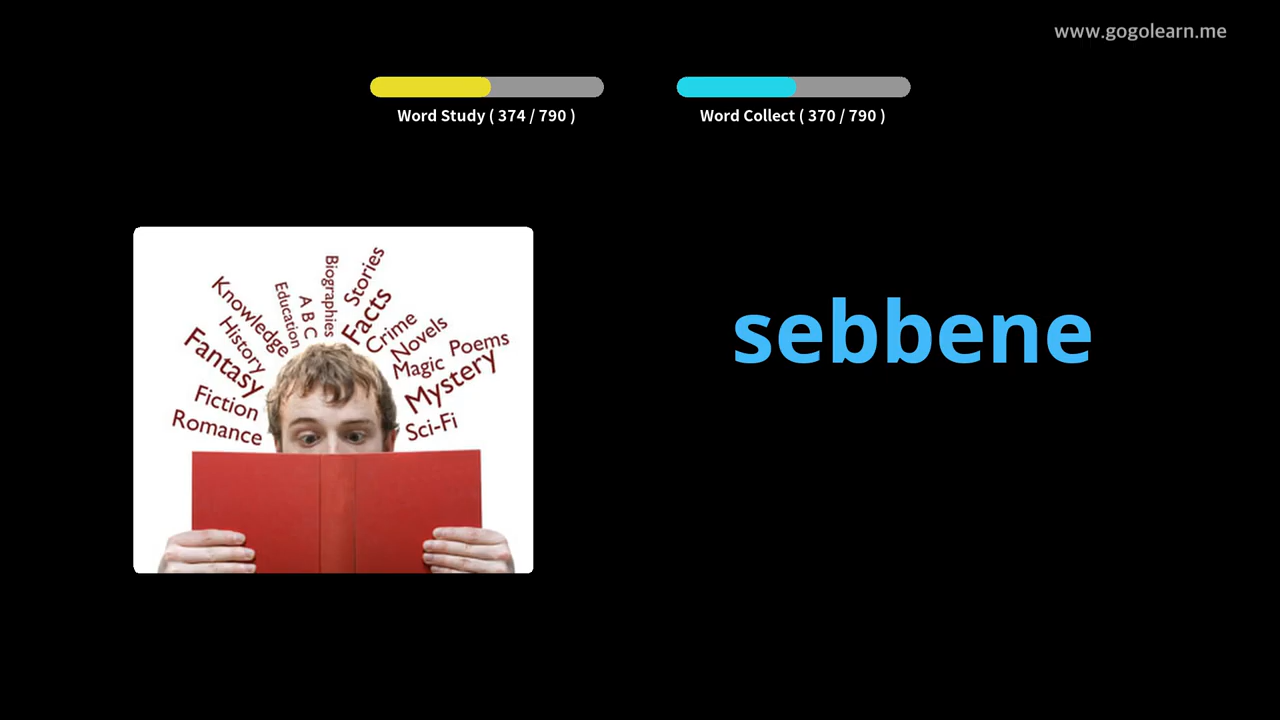 www.gogolearn.me
Word Study ( 374 / 790 )
Word Collect ( 370 / 790 )
Biographies
Stories
Education
A B C
Facts
Knowledge
Crime
History
Novels
Fantasy
Magic
Poems
Mystery
Fiction
Romance
Sci-Fi
sebbene